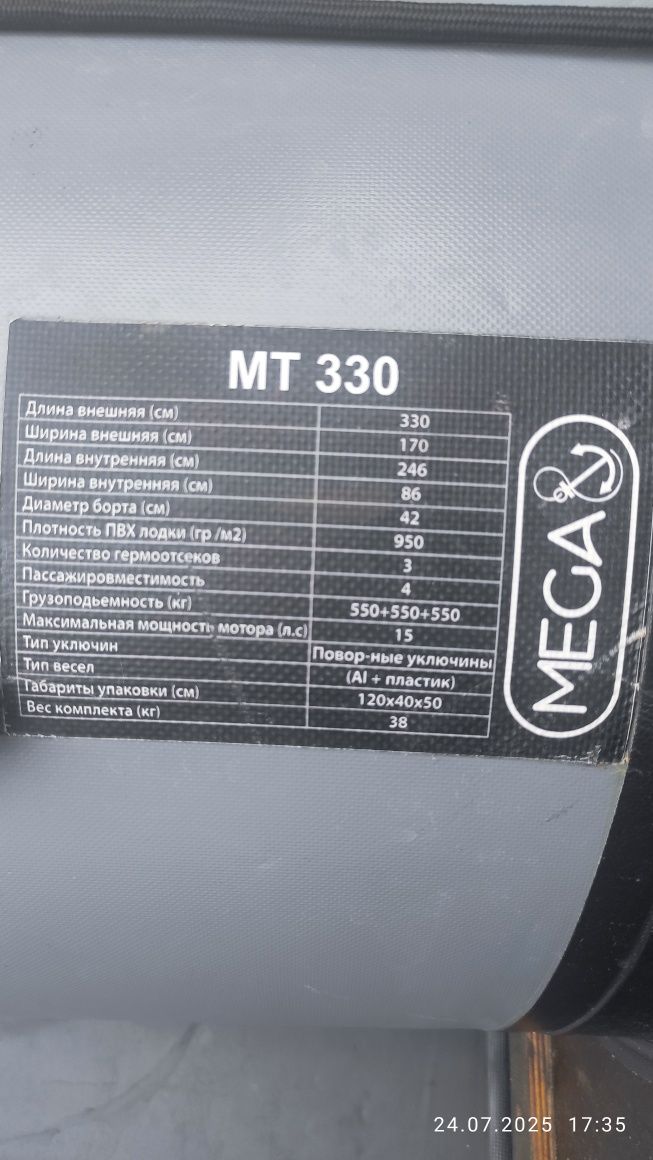 MT 330
Длина внешняя (см) 330
Ширина внешняя (см) 170
Длина внутренняя (см) 246
Ширина внутренняя (см) 86
Диаметр борта (см) 42
Плотность ПВХ лодки (гр /м2) 950
Количество гермоотсеков 3
Пассажировместимость 4
Грузоподьемность (кг) 550+550+550
Максимальная мощность мотора (л.с) 15
Тип уключин Повор-ные уключины
Тип весел (Al + пластик)
Габариты упаковки (см) 120х40х50
Вес комплекта (кг) 38
MEGA
24.07.2025 17:35